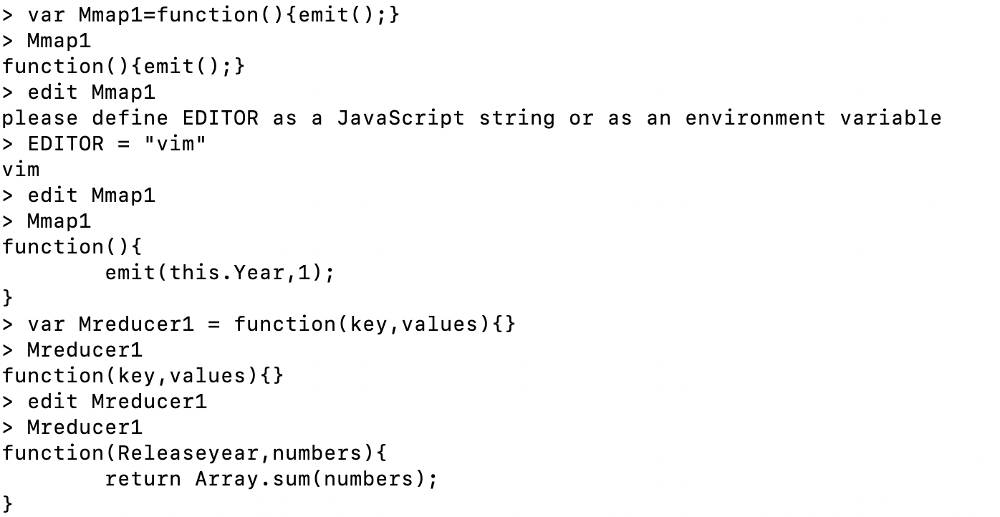 > var Mmap1=function(){emit();}
> Mmap1
function(){emit();}
> edit Mmap1
please define EDITOR as a JavaScript string or as an environment variable
> EDITOR = "vim"
vim
> edit Mmap1
> Mmap1
function(){
        emit(this.Year,1);
}
> var Mreducer1 = function(key,values){}
> Mreducer1
function(key,values){}
> edit Mreducer1
> Mreducer1
function(Releaseyear,numbers){
        return Array.sum(numbers);
}